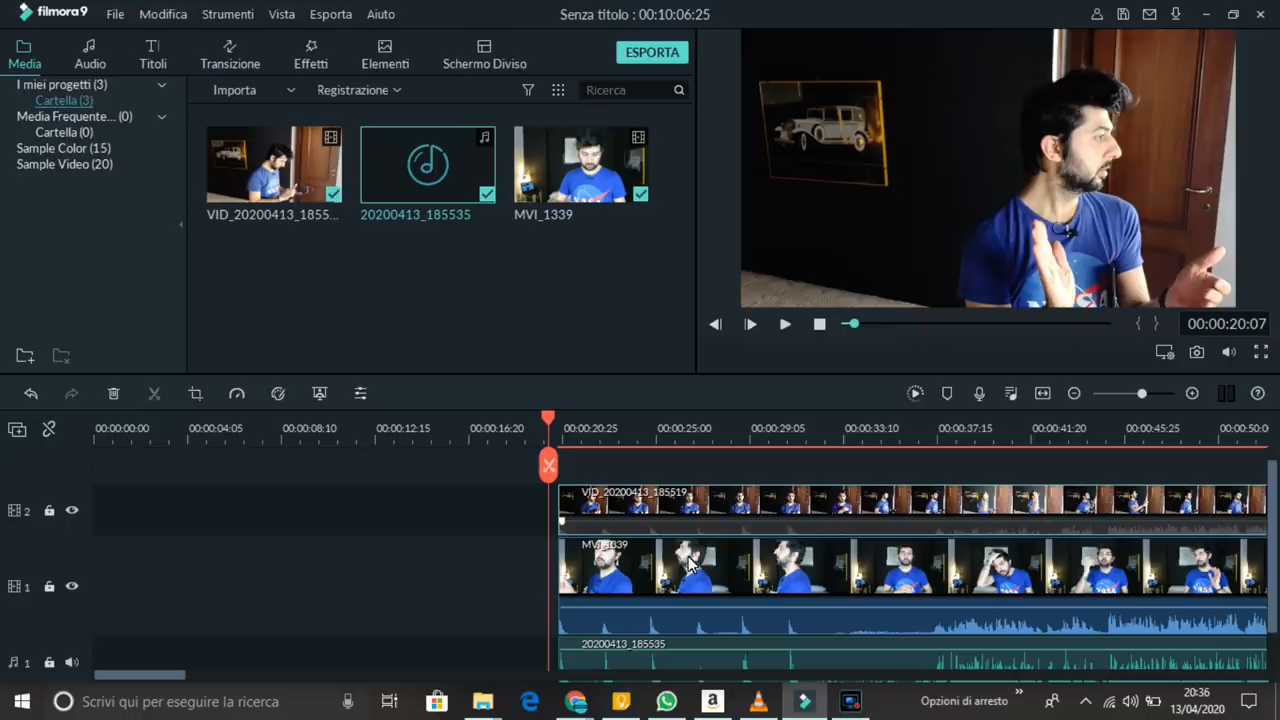 filmora9 File Modifica Strumenti Vista Esporta Aiuto Senza titolo : 00:10:06:25
Media Audio Titoli Transizione Effetti Elementi Schermo Diviso ESPORTA
I miei progetti (3)
Cartella (3)
Media Frequente... (0)
Cartella (0)
Sample Color (15)
Sample Video (20)
Importa Registrazione Ricerca
VID_20200413_1855... 20200413_185535 MVI_1339
NASA
00:00:20:07
00:00:00:00 00:00:04:05 00:00:08:10 00:00:12:15 00:00:16:20 00:00:20:25 00:00:25:00 00:00:29:05 00:00:33:10 00:00:37:15 00:00:41:20 00:00:45:25 00:00:50:0
VID_20200413_185519
2
MVI_1339
1
20200413_185535
1
Scrivi qui per eseguire la ricerca a Opzioni di arresto » 20:36
13/04/2020